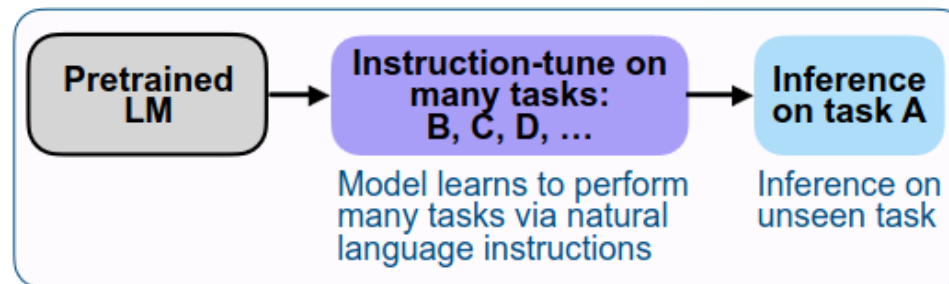 Pretrained
LM
Instruction-tune on
many tasks:
B, C, D, …
Inference
on task A
Model learns to perform
many tasks via natural
language instructions
Inference on
unseen task